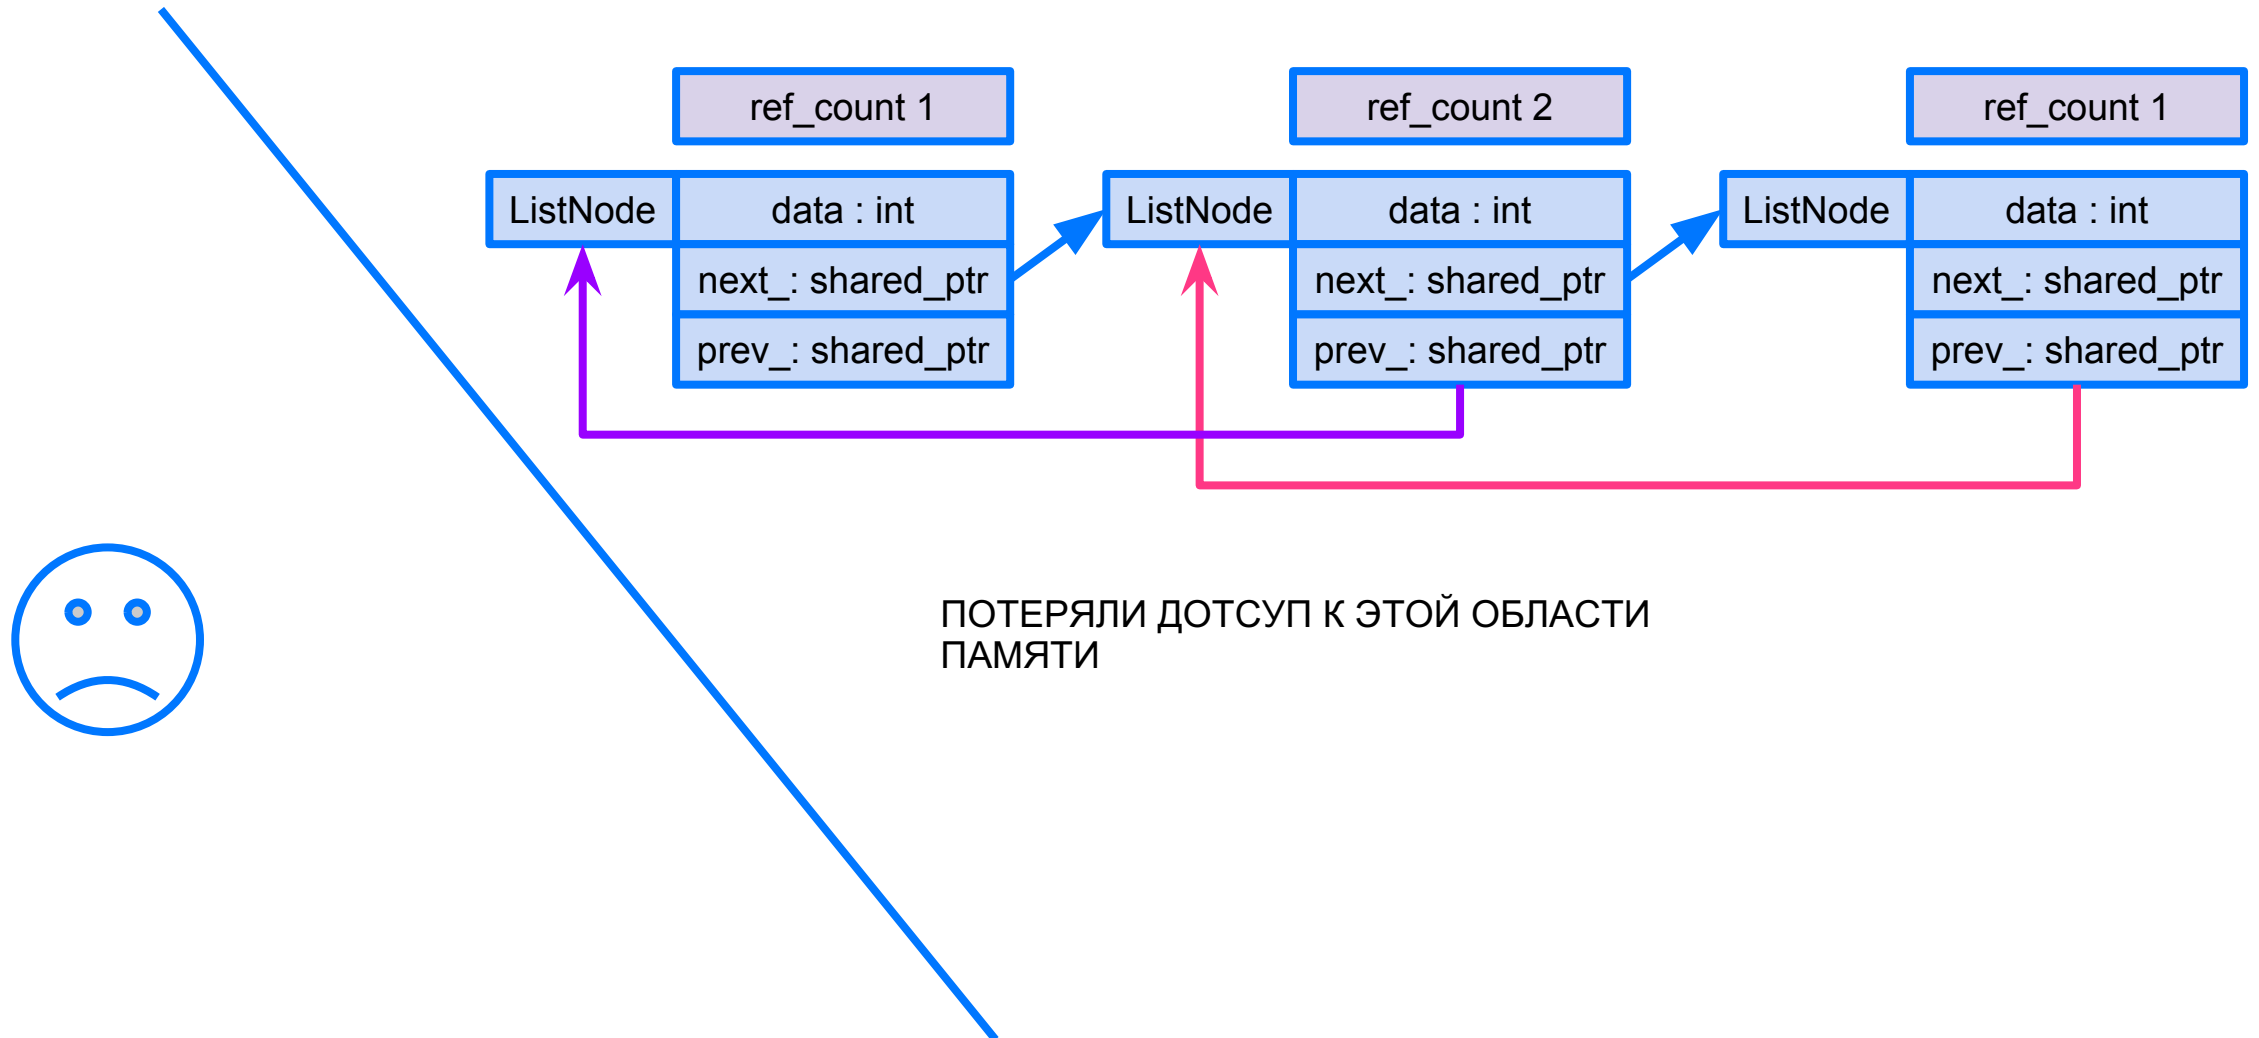 ref_count 1
ref_count 2
ref_count 1
ListNode
data : int
ListNode
data : int
ListNode
data : int
next_: shared_ptr
next_: shared_ptr
next_: shared_ptr
prev_: shared_ptr
prev_: shared_ptr
prev_: shared_ptr
ПОТЕРЯЛИ ДОТСУП К ЭТОЙ ОБЛАСТИ
ПАМЯТИ